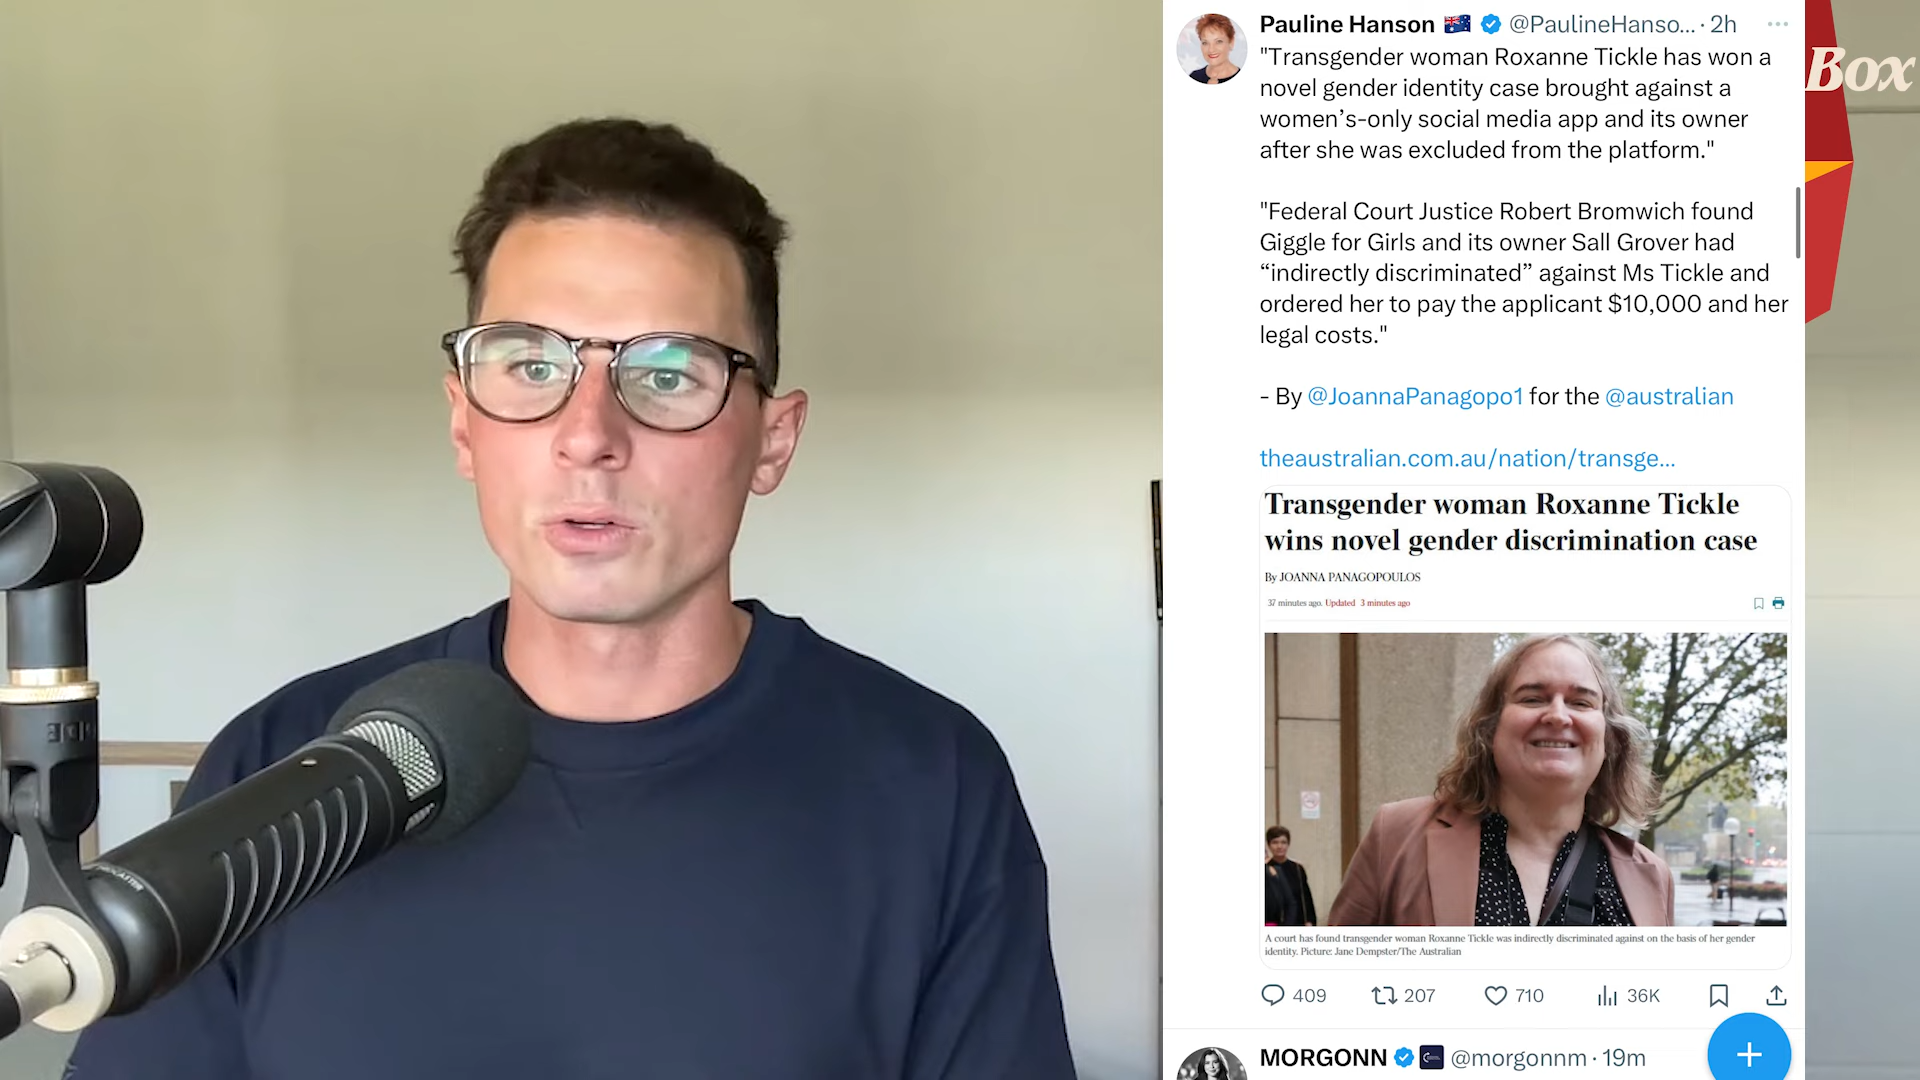 Pauline Hanson @PaulineHanso... · 2h
"Transgender woman Roxanne Tickle has won a
novel gender identity case brought against a
women’s-only social media app and its owner
after she was excluded from the platform."
"Federal Court Justice Robert Bromwich found
Giggle for Girls and its owner Sall Grover had
“indirectly discriminated” against Ms Tickle and
ordered her to pay the applicant $10,000 and her
legal costs."
- By @JoannaPanagopo1 for the @australian
theaustralian.com.au/nation/transge...
Transgender woman Roxanne Tickle
wins novel gender discrimination case
By JOANNA PANAGOPOULOS
37 minutes ago. Updated 3 minutes ago
A court has found transgender woman Roxanne Tickle was indirectly discriminated against on the basis of her gender
identity. Picture: Jane Dempster/The Australian
409 207 710 36K
MORGONN @morgonnm · 19m
Box